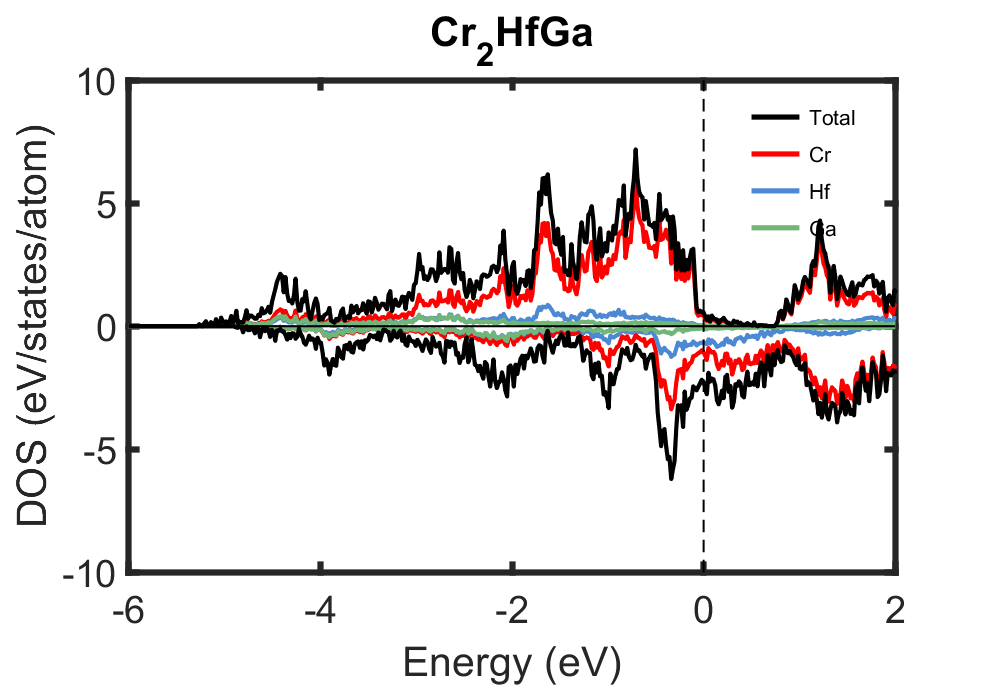 Cr₂HfGa
10
5
0
-5
-10
-6 -4 -2 0 2
DOS (eV/states/atom)
Energy (eV)
Total
Cr
Hf
Ga